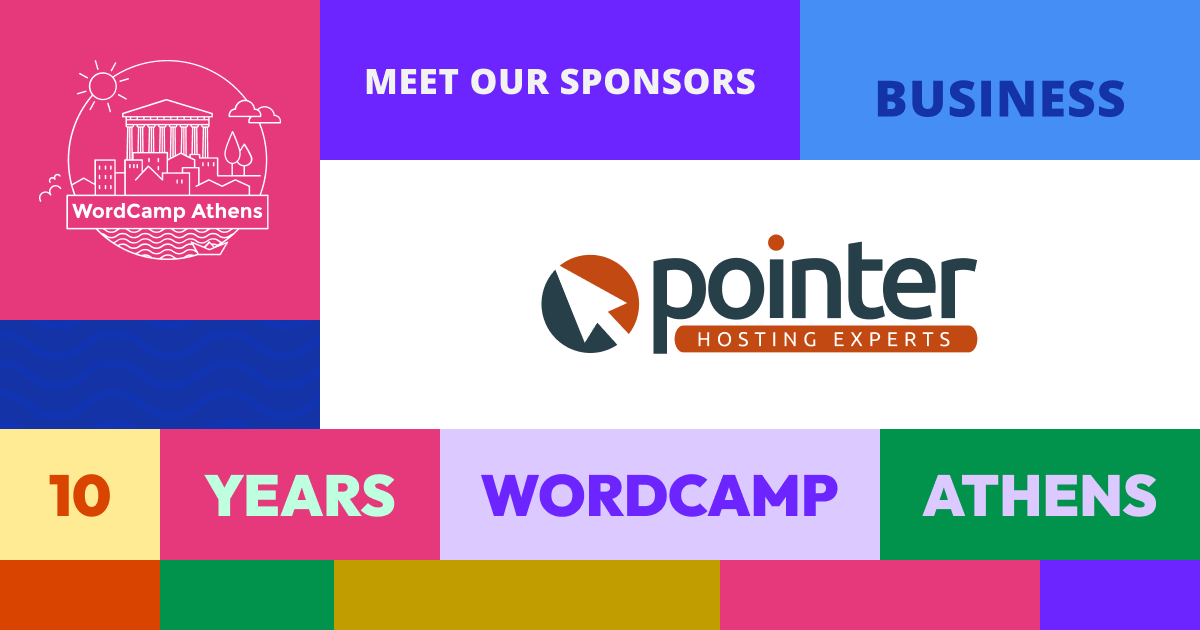 MEET OUR SPONSORS
BUSINESS
WordCamp Athens
pointer
HOSTING EXPERTS
10 YEARS WORDCAMP ATHENS